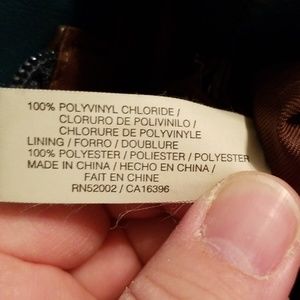 100% POLYVINYL CHLORIDE /
CLORURO DE POLIVINILO /
CHLORURE DE POLYVINYLE
LINING / FORRO / DOUBLURE
100% POLYESTER / POLIESTER / POLYESTER
MADE IN CHINA / HECHO EN CHINA /
FAIT EN CHINE
RN52002 / CA16396